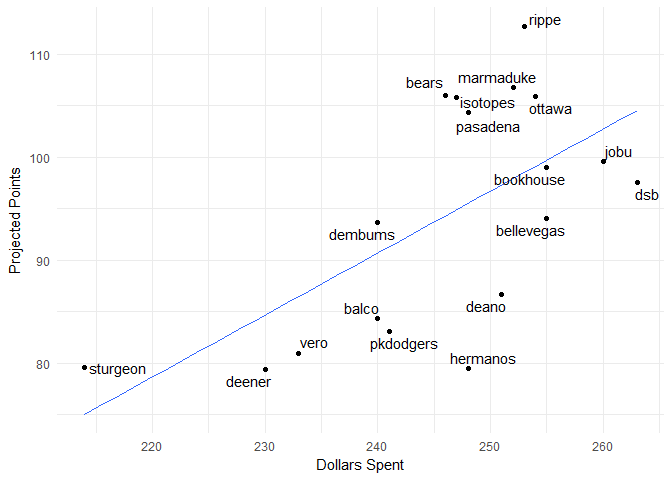 rippe
110
bears
marmaduke
isotopes
ottawa
pasadena
100
jobu
bookhouse
dsb
Projected Points
dembums
bellevegas
90
balco
deano
vero
pkdodgers
hermanos
80
sturgeon
deener
220 230 240 250 260
Dollars Spent